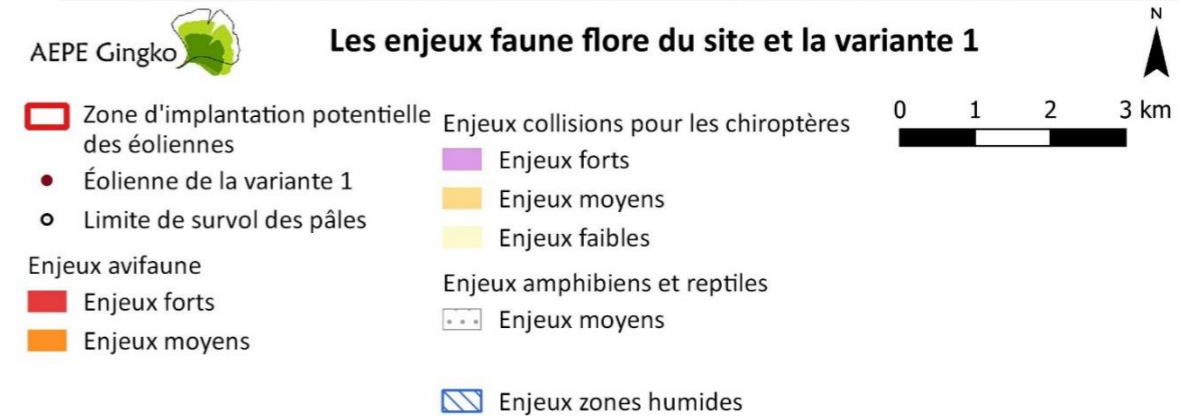 AEPE Gingko
Les enjeux faune flore du site et la variante 1
N
Zone d'implantation potentielle
des éoliennes
Éolienne de la variante 1
Limite de survol des pâles
Enjeux avifaune
Enjeux forts
Enjeux moyens
Enjeux collisions pour les chiroptères
Enjeux forts
Enjeux moyens
Enjeux faibles
Enjeux amphibiens et reptiles
Enjeux moyens
Enjeux zones humides
0 1 2 3 km